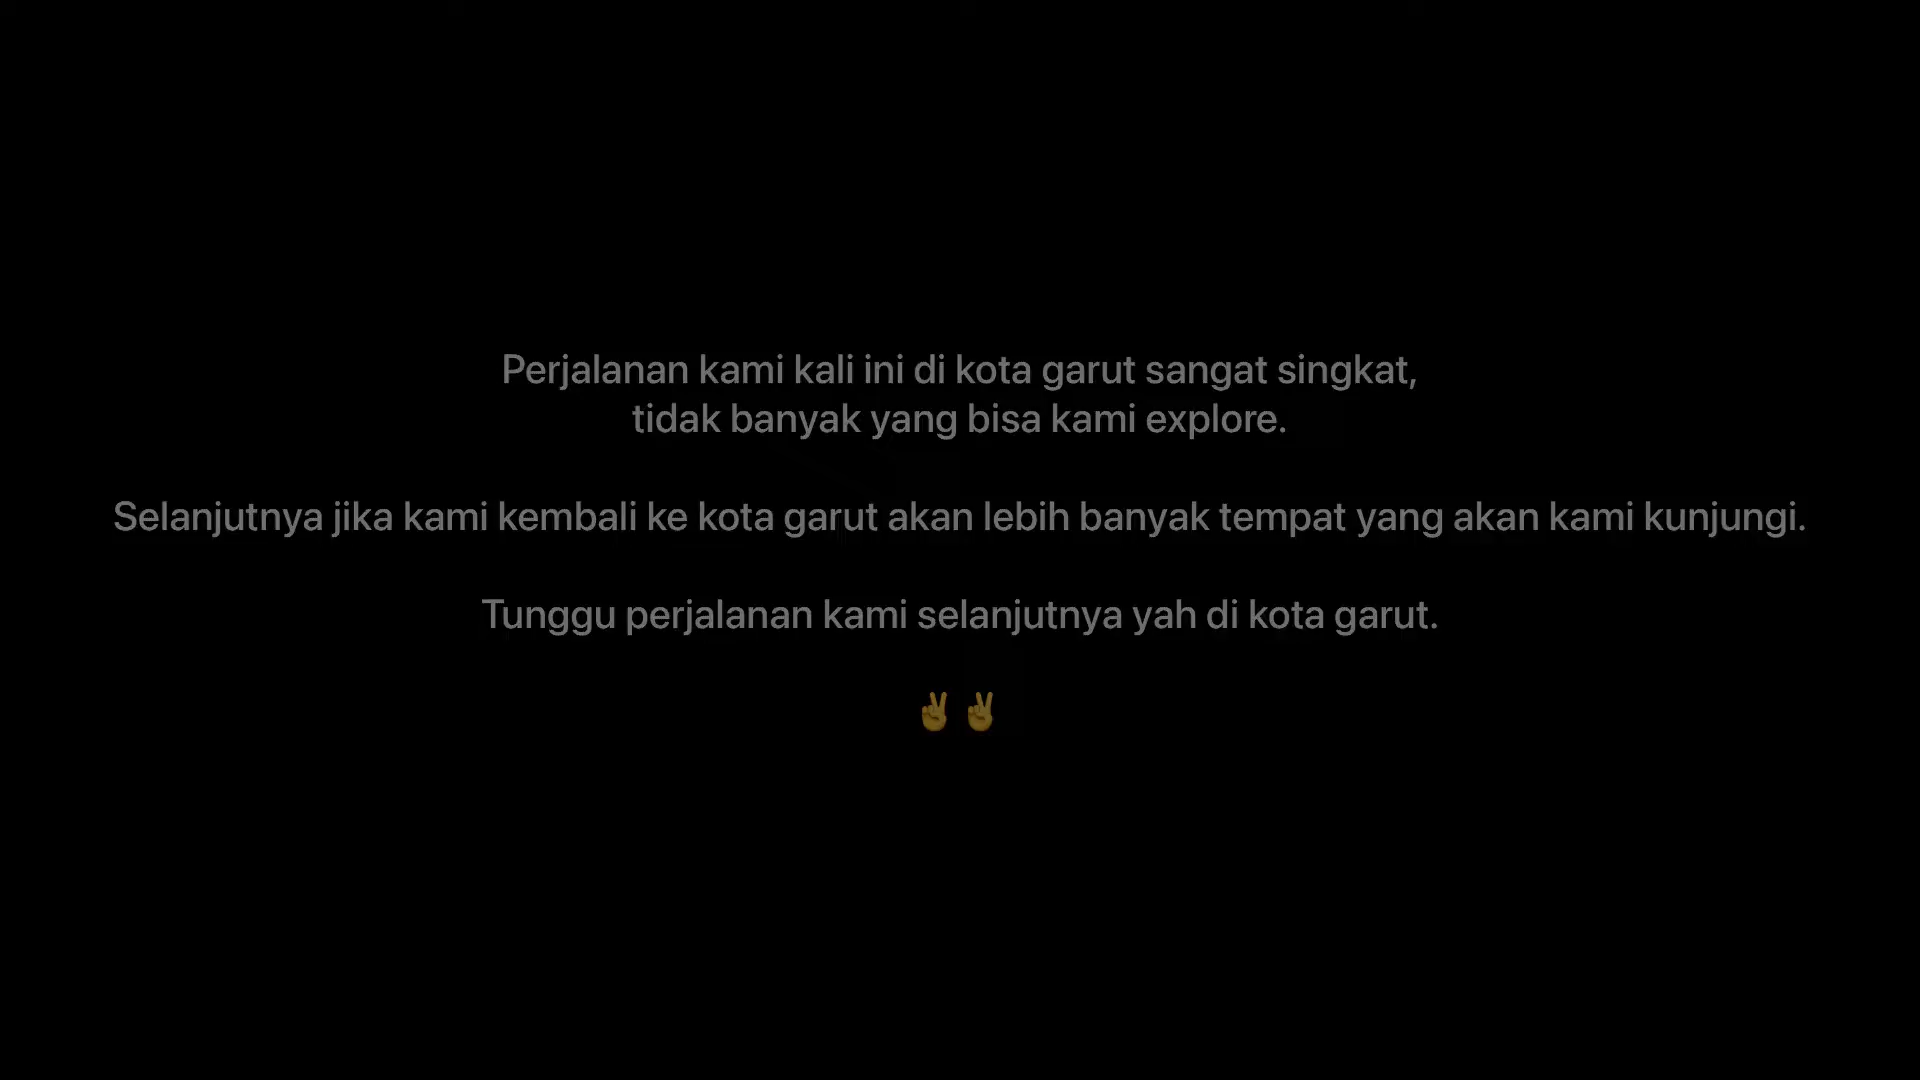 Perjalanan kami kali ini di kota garut sangat singkat,
tidak banyak yang bisa kami explore.
Selanjutnya jika kami kembali ke kota garut akan lebih banyak tempat yang akan kami kunjungi.
Tunggu perjalanan kami selanjutnya yah di kota garut.
✌️ ✌️